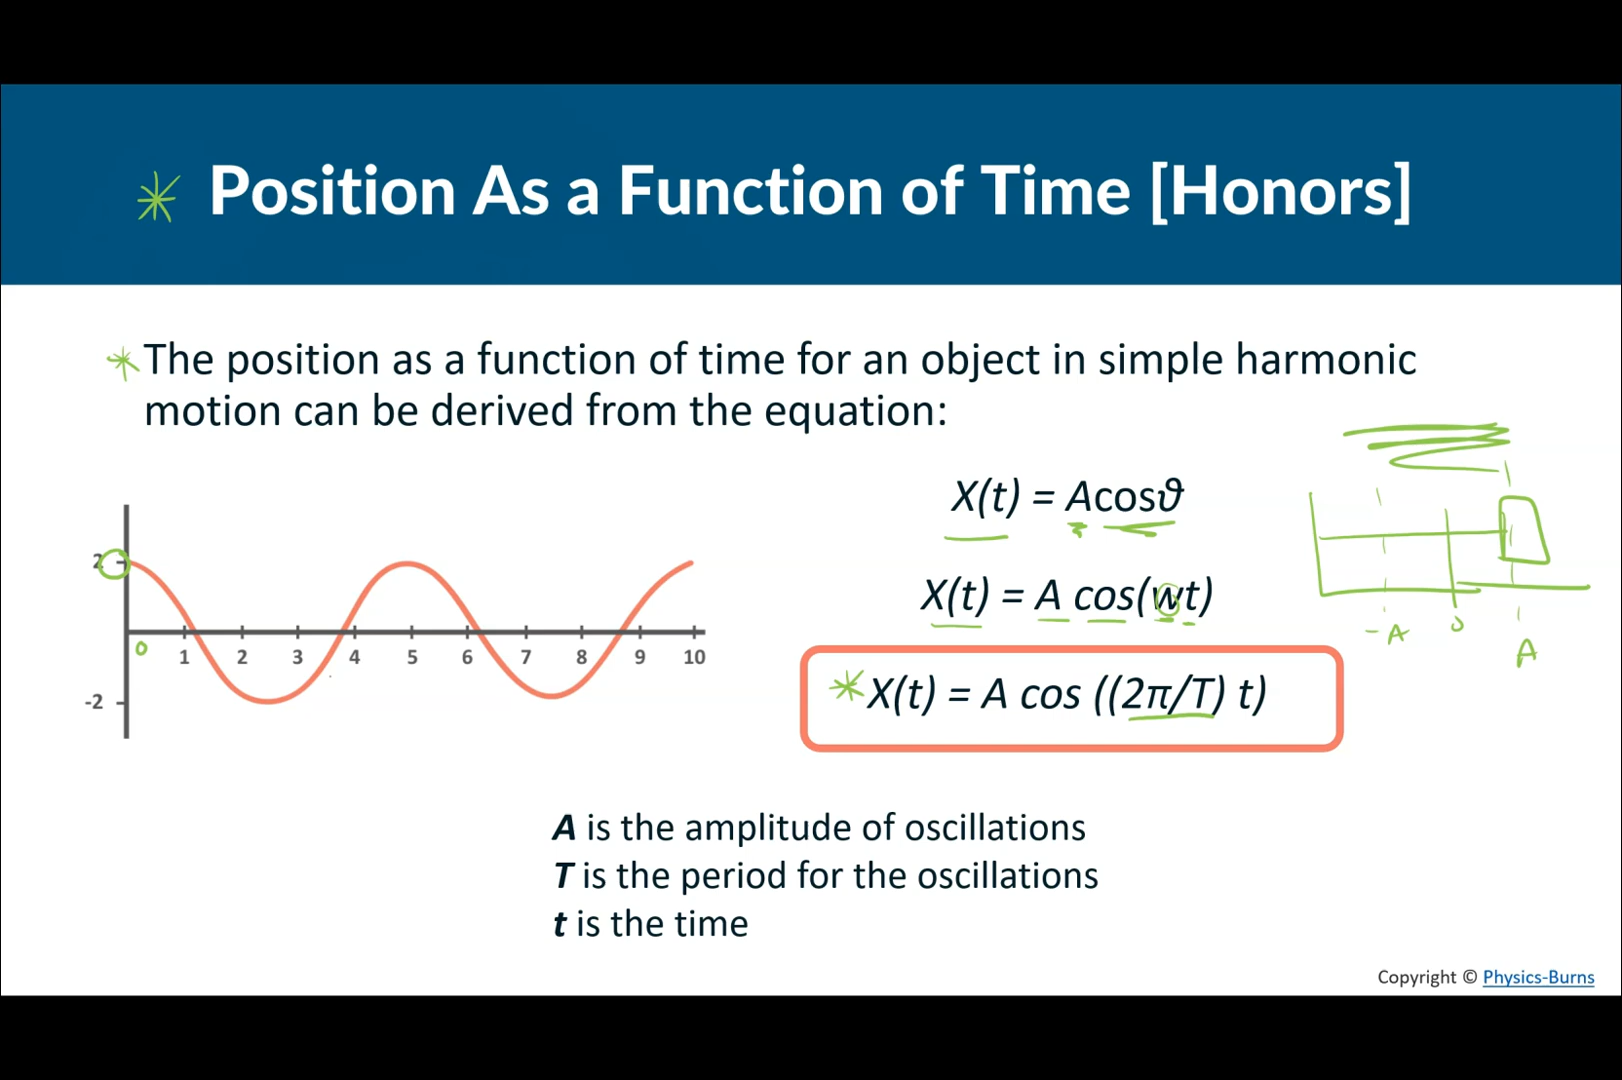 * Position As a Function of Time [Honors]
* The position as a function of time for an object in simple harmonic
motion can be derived from the equation:
X(t) = Acosϑ
X(t) = A cos(wt)
* X(t) = A cos ((2π/T) t)
2
0
1 2 3 4 5 6 7 8 9 10
-2
-A 0 A
A is the amplitude of oscillations
T is the period for the oscillations
t is the time
Copyright © Physics-Burns